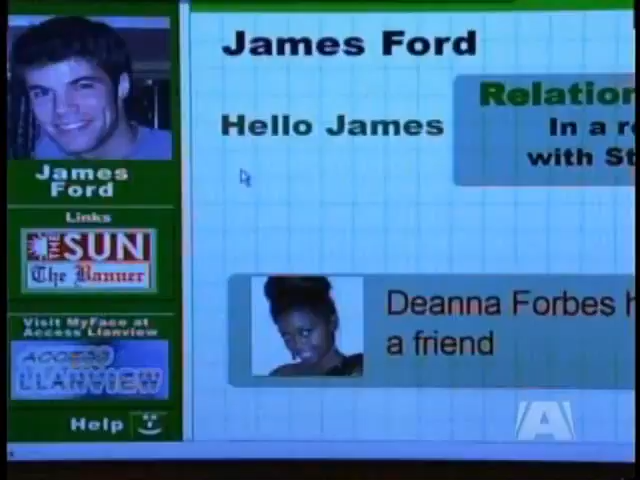 James Ford
Hello James
Relation
In a r
with St
James
Ford
Links
THE SUN
The Banner
Visit MyFace at
Access Llanview
ACCESS
LLANVIEW
Help
Deanna Forbes h
a friend
A